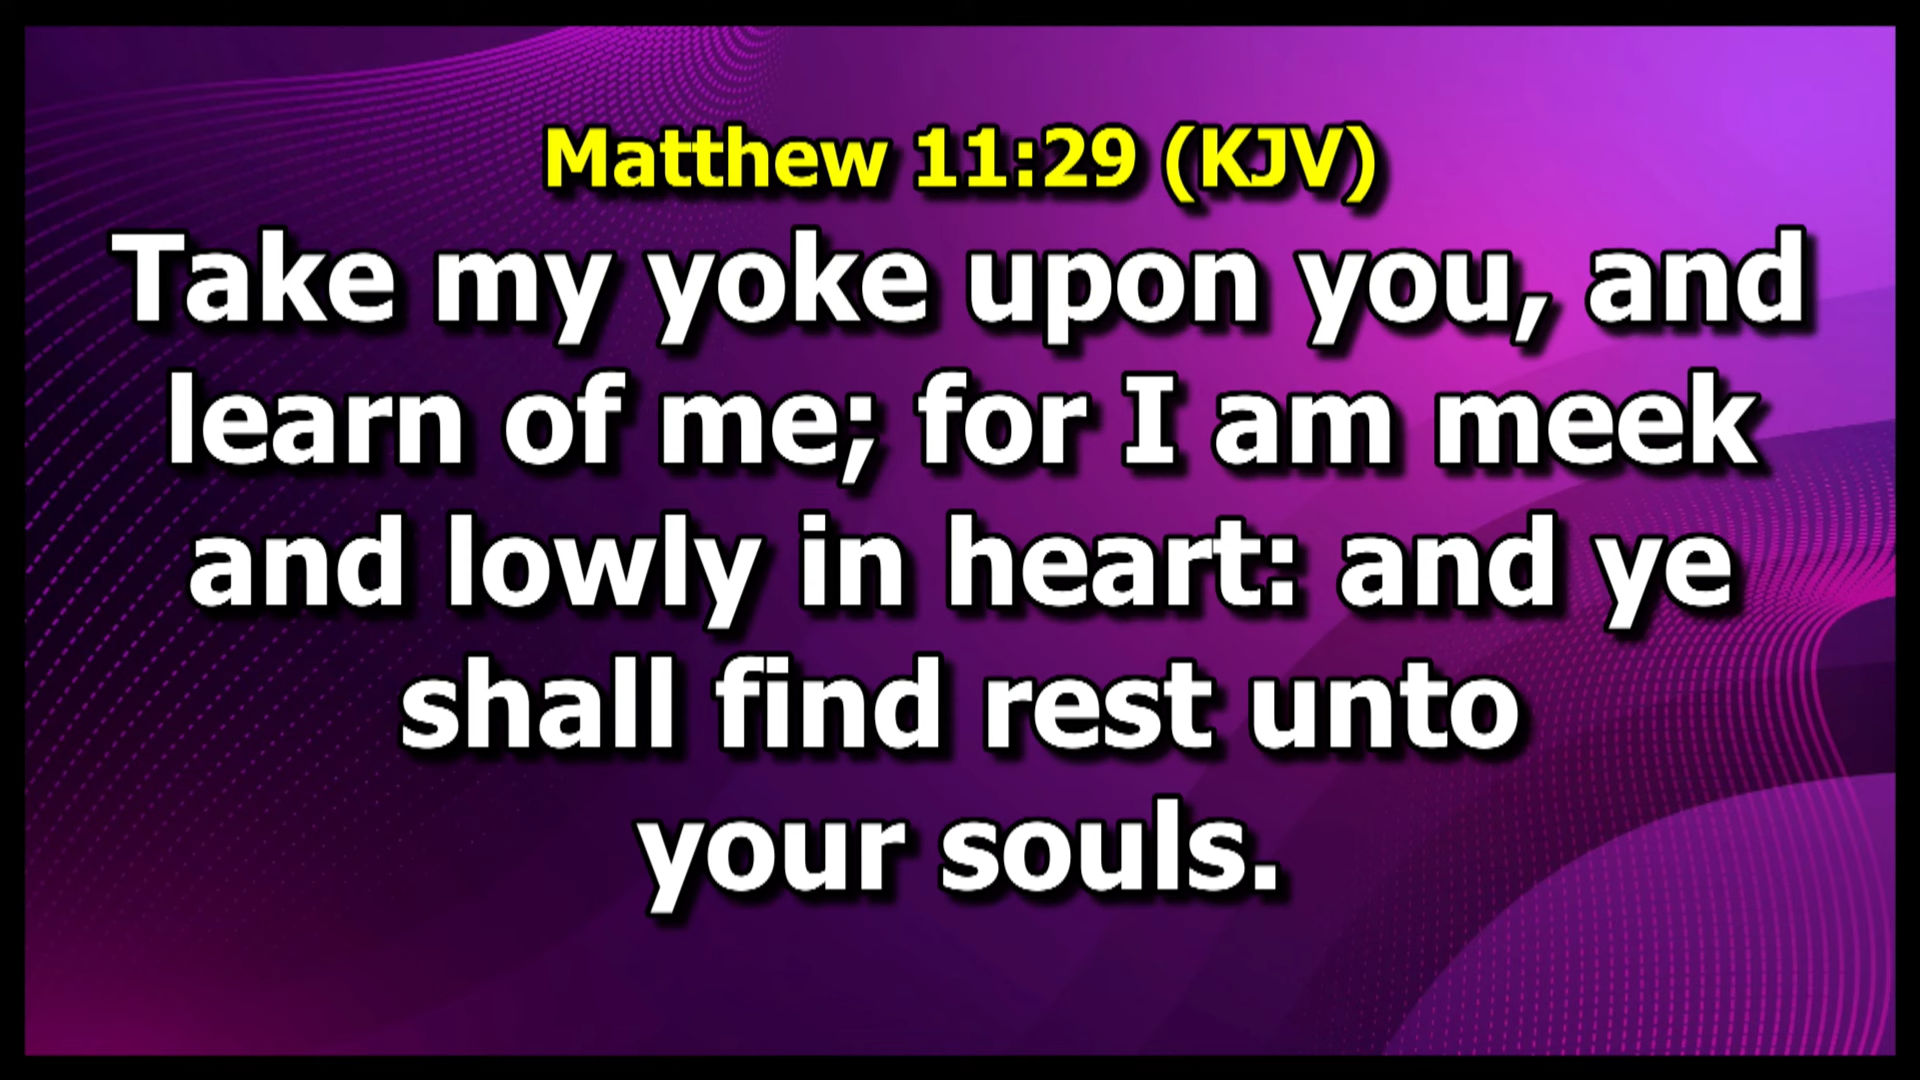 Matthew 11:29 (KJV)
Take my yoke upon you, and
learn of me; for I am meek
and lowly in heart: and ye
shall find rest unto
your souls.